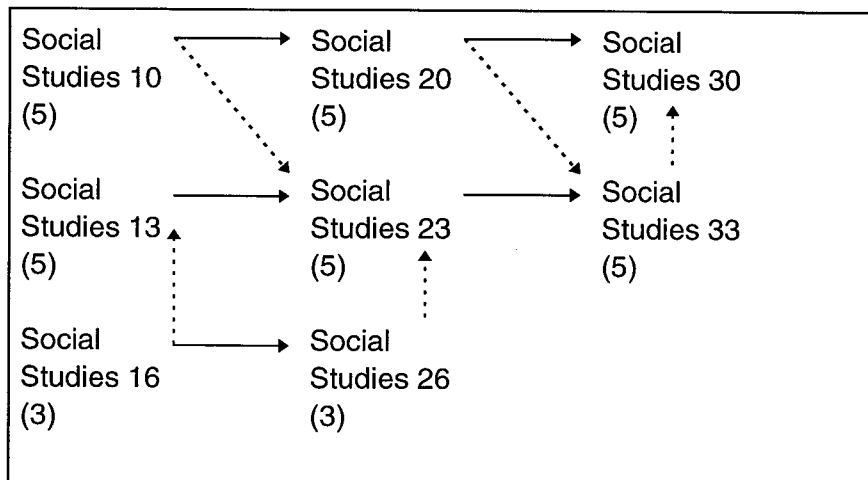 Social
Studies 10
(5)
Social
Studies 20
(5)
Social
Studies 30
(5)
Social
Studies 13
(5)
Social
Studies 23
(5)
Social
Studies 33
(5)
Social
Studies 16
(3)
Social
Studies 26
(3)